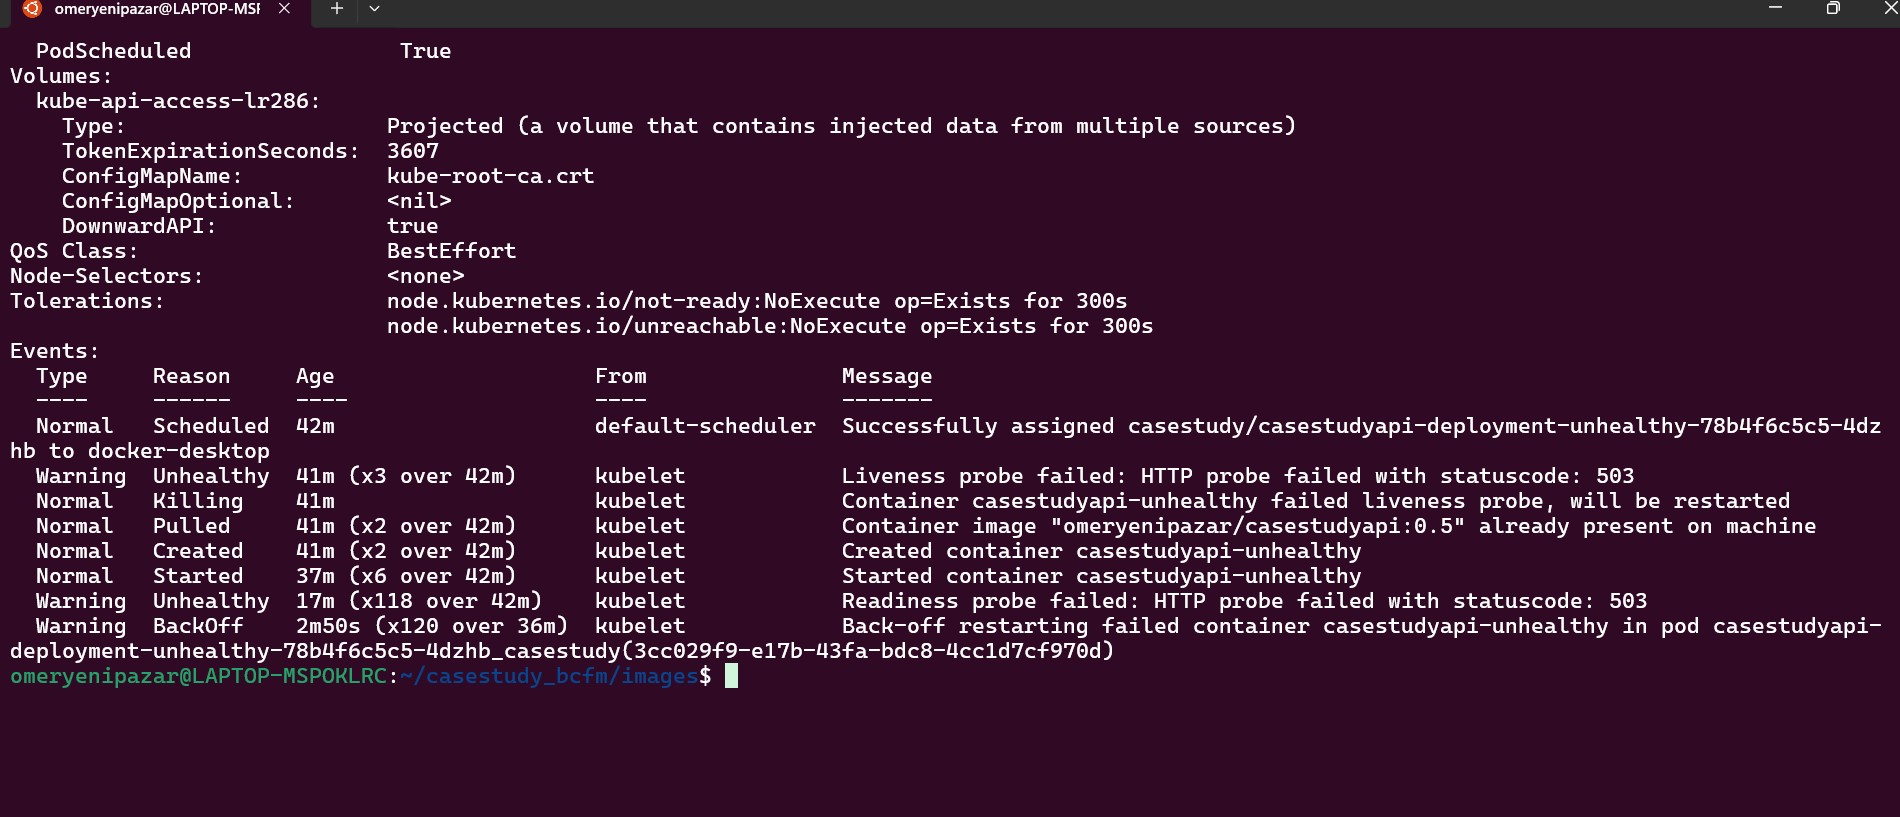 omeryenipazar@LAPTOP-MSP
PodScheduled True
Volumes:
kube-api-access-lr286:
Type: Projected (a volume that contains injected data from multiple sources)
TokenExpirationSeconds: 3607
ConfigMapName: kube-root-ca.crt
ConfigMapOptional: <nil>
DownwardAPI: true
QoS Class: BestEffort
Node-Selectors: <none>
Tolerations: node.kubernetes.io/not-ready:NoExecute op=Exists for 300s
node.kubernetes.io/unreachable:NoExecute op=Exists for 300s
Events:
Type Reason Age From Message
---- ------ ---- ---- -------
Normal Scheduled 42m default-scheduler Successfully assigned casestudy/casestudyapi-deployment-unhealthy-78b4f6c5c5-4dz
hb to docker-desktop
Warning Unhealthy 41m (x3 over 42m) kubelet Liveness probe failed: HTTP probe failed with statuscode: 503
Normal Killing 41m kubelet Container casestudyapi-unhealthy failed liveness probe, will be restarted
Normal Pulled 41m (x2 over 42m) kubelet Container image "omeryenipazar/casestudyapi:0.5" already present on machine
Normal Created 41m (x2 over 42m) kubelet Created container casestudyapi-unhealthy
Normal Started 37m (x6 over 42m) kubelet Started container casestudyapi-unhealthy
Warning Unhealthy 17m (x118 over 42m) kubelet Readiness probe failed: HTTP probe failed with statuscode: 503
Warning BackOff 2m50s (x120 over 36m) kubelet Back-off restarting failed container casestudyapi-unhealthy in pod casestudyapi-
deployment-unhealthy-78b4f6c5c5-4dzhb_casestudy(3cc029f9-e17b-43fa-bdc8-4cc1d7cf970d)
omeryenipazar@LAPTOP-MSPOKLRC:~/casestudy_bcfm/images$